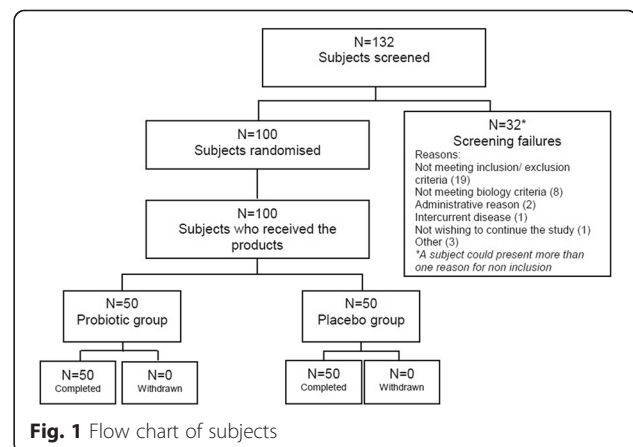 N=132
Subjects screened
N=100
Subjects randomised
N=32*
Screening failures
Reasons:
Not meeting inclusion/ exclusion
criteria (19)
Not meeting biology criteria (8)
Administrative reason (2)
Intercurrent disease (1)
Not wishing to continue the study (1)
Other (3)
*A subject could present more than
one reason for non inclusion
N=100
Subjects who received the
products
N=50
Probiotic group
N=50
Placebo group
N=50
Completed
N=0
Withdrawn
N=50
Completed
N=0
Withdrawn
Fig. 1 Flow chart of subjects